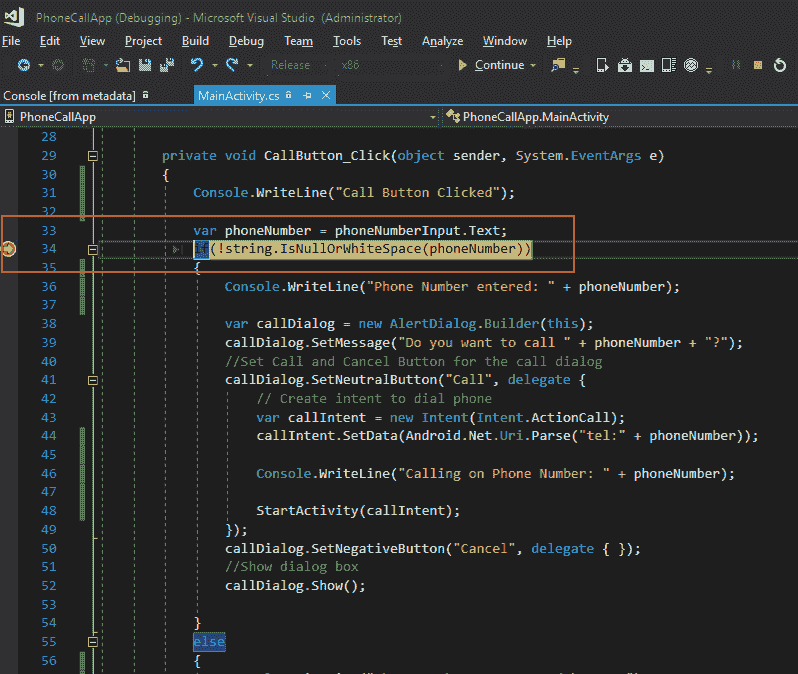 PhoneCallApp (Debugging) - Microsoft Visual Studio (Administrator)
File Edit View Project Build Debug Team Tools Test Analyze Window Help
Release x86 Continue
Console [from metadata] MainActivity.cs
PhoneCallApp PhoneCallApp.MainActivity
28
29 private void CallButton_Click(object sender, System.EventArgs e)
30 {
31 Console.WriteLine("Call Button Clicked");
32
33 var phoneNumber = phoneNumberInput.Text;
34 if (!string.IsNullOrWhiteSpace(phoneNumber))
35 {
36 Console.WriteLine("Phone Number entered: " + phoneNumber);
37
38 var callDialog = new AlertDialog.Builder(this);
39 callDialog.SetMessage("Do you want to call " + phoneNumber + "?");
40 //Set Call and Cancel Button for the call dialog
41 callDialog.SetNeutralButton("Call", delegate {
42 // Create intent to dial phone
43 var callIntent = new Intent(Intent.ActionCall);
44 callIntent.SetData(Android.Net.Uri.Parse("tel:" + phoneNumber));
45
46 Console.WriteLine("Calling on Phone Number: " + phoneNumber);
47
48 StartActivity(callIntent);
49 });
50 callDialog.SetNegativeButton("Cancel", delegate { });
51 //Show dialog box
52 callDialog.Show();
53
54 }
55 else
56 {